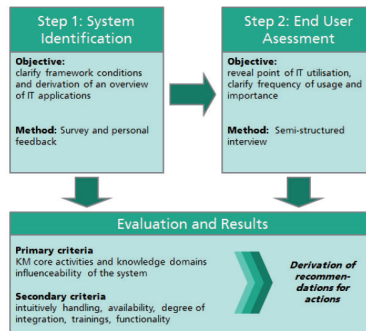 Step 1: System
Identification
Objective:
clarify framework conditions
and derivation of an overview
of IT applications
Method: Survey and personal
feedback
Step 2: End User
Asessment
Objective:
reveal point of IT utilisation,
clarify frequency of usage and
importance
Method: Semi-structured
interview
Evaluation and Results
Primary criteria
KM core activities and knowledge domains
influenceability of the system
Secondary criteria
intuitively handling, availability, degree of
integration, trainings, functionality
Derivation of
recommen-
dations for
actions